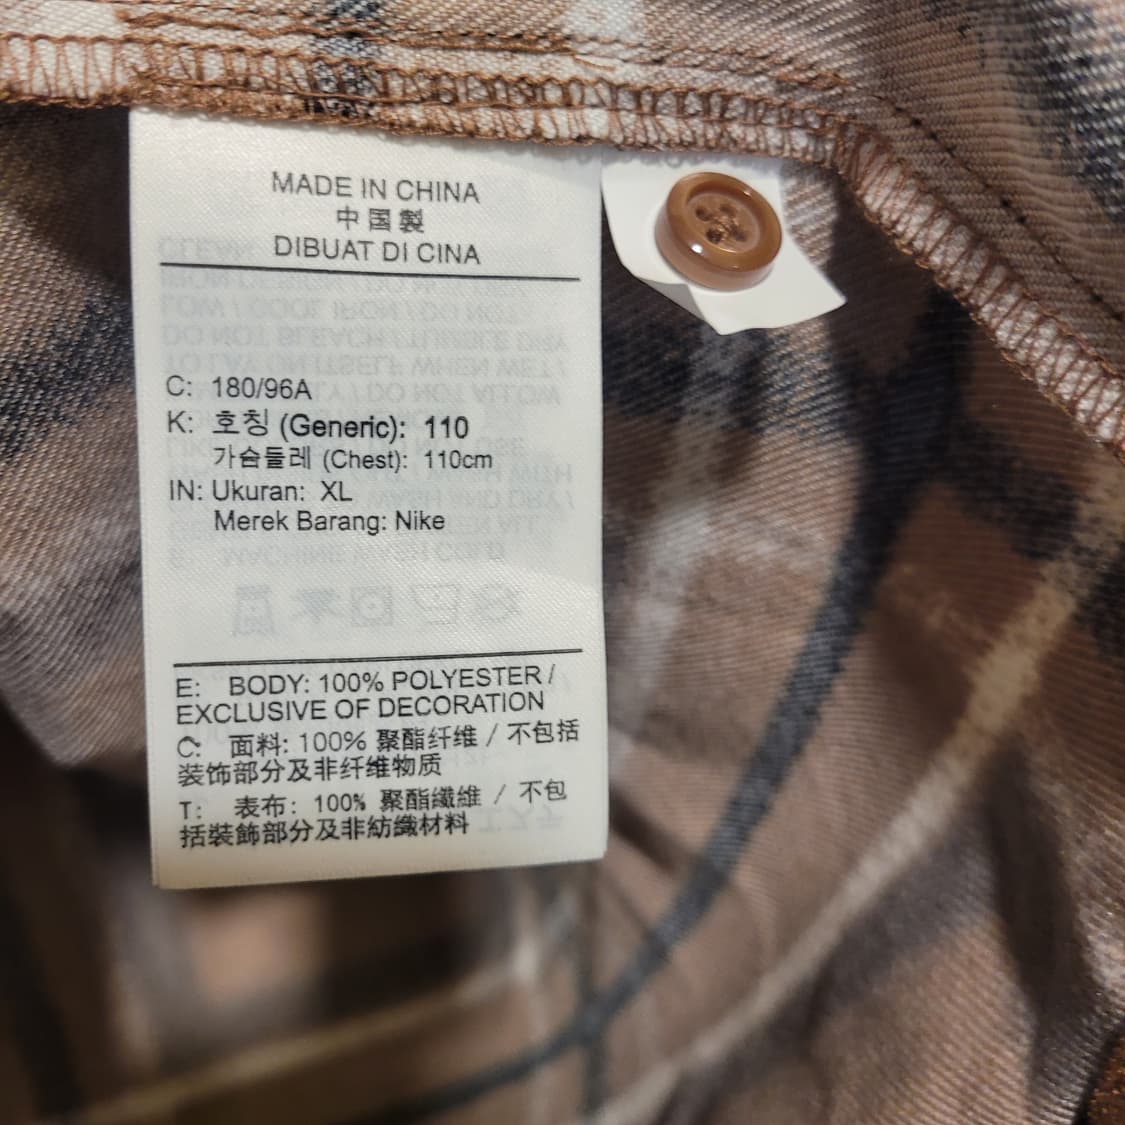 MADE IN CHINA
中国製
DIBUAT DI CINA
C: 180/96A
K: 호칭 (Generic): 110
가슴둘레 (Chest): 110cm
IN: Ukuran: XL
Merek Barang: Nike
E: BODY: 100% POLYESTER /
EXCLUSIVE OF DECORATION
C: 面料: 100% 聚酯纤维 / 不包括
装饰部分及非纤维物质
T: 表布: 100% 聚酯纖維 / 不包
括裝飾部分及非紡織材料